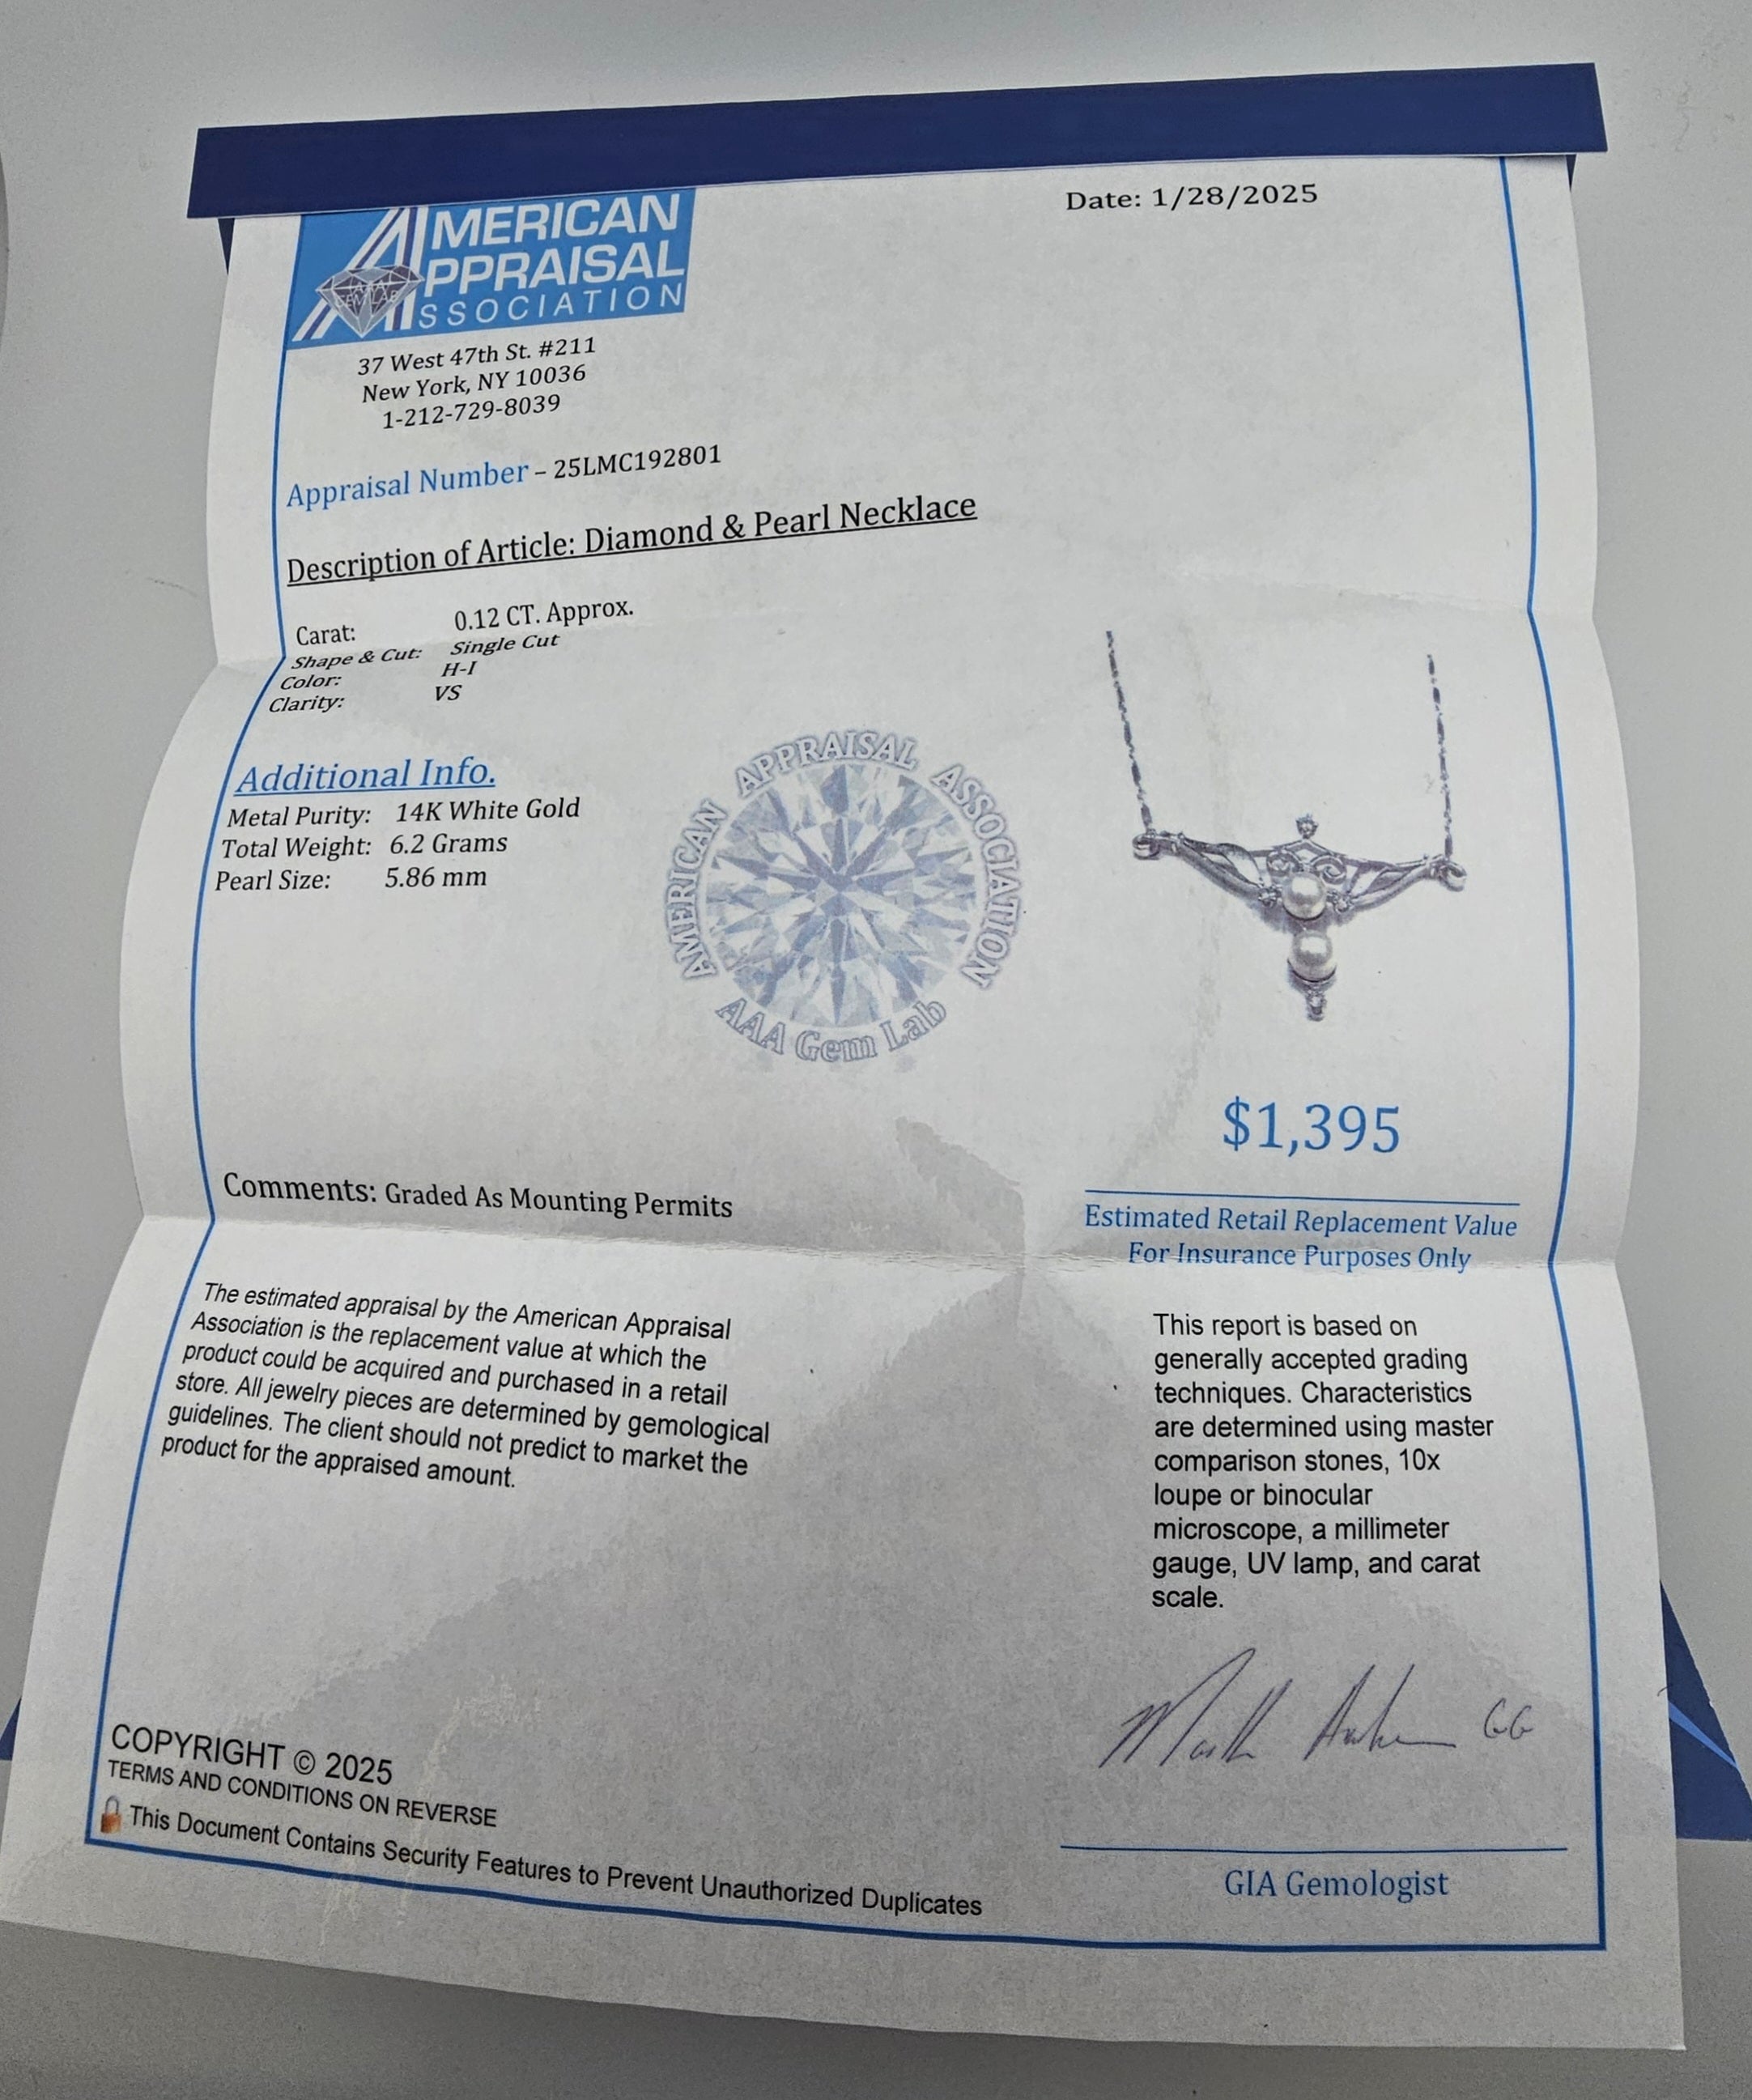 AMERICAN
APPRAISAL
ASSOCIATION
Date: 1/28/2025
37 West 47th St. #211
New York, NY 10036
1-212-729-8039
Appraisal Number – 25LMC192801
Description of Article: Diamond & Pearl Necklace
Carat: 0.12 CT. Approx.
Shape & Cut: Single Cut
Color: H-I
Clarity: VS
Additional Info.
Metal Purity: 14K White Gold
Total Weight: 6.2 Grams
Pearl Size: 5.86 mm
AMERICAN APPRAISAL ASSOCIATION
AAA Gem Lab
$1,395
Estimated Retail Replacement Value
For Insurance Purposes Only
Comments: Graded As Mounting Permits
The estimated appraisal by the American Appraisal
Association is the replacement value at which the
product could be acquired and purchased in a retail
store. All jewelry pieces are determined by gemological
guidelines. The client should not predict to market the
product for the appraised amount.
This report is based on
generally accepted grading
techniques. Characteristics
are determined using master
comparison stones, 10x
loupe or binocular
microscope, a millimeter
gauge, UV lamp, and carat
scale.
GG
GIA Gemologist
COPYRIGHT © 2025
TERMS AND CONDITIONS ON REVERSE
This Document Contains Security Features to Prevent Unauthorized Duplicates